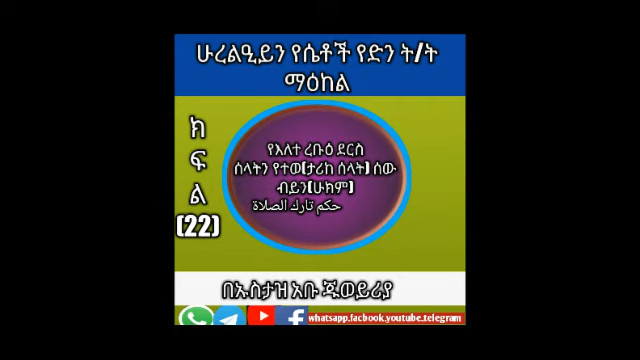 ሁረልዒይን የሴቶች የድን ት/ት
ማዕከል
ክ
ፍ
ል
(22)
የእለተ ረቡዕ ደርስ
ሰላትን የተወ(ታሪከ ሰላት) ሰው
ብይን(ሁክም)
حكم تارك الصلاة
በኡስታዝ አቡ ጁወይሪያ
whatsapp.facbook.youtube.telegram